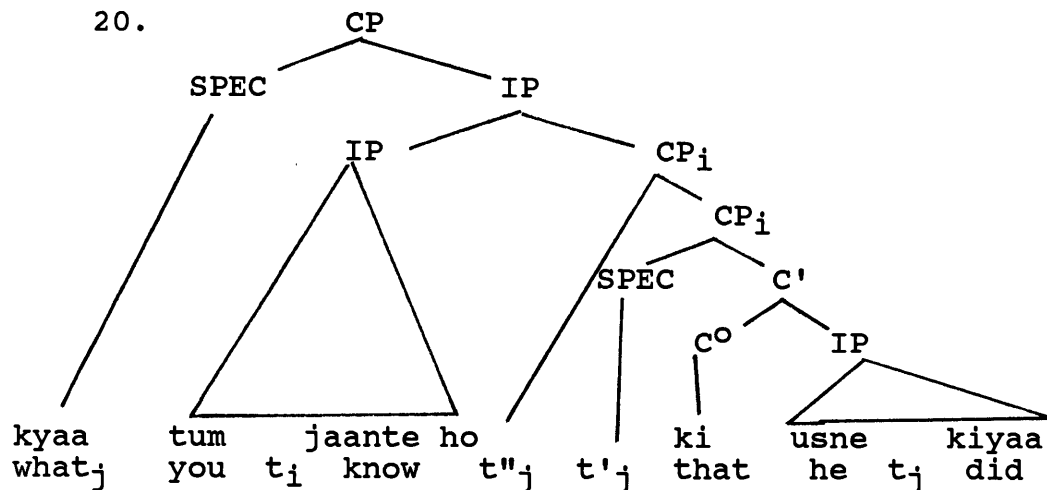 20. CP
SPEC IP
IP CPi
CPi
SPEC C'
C⁰ IP
kyaa tum jaante ho ki usne kiyaa
whatj you ti know t"j t'j that he tj did